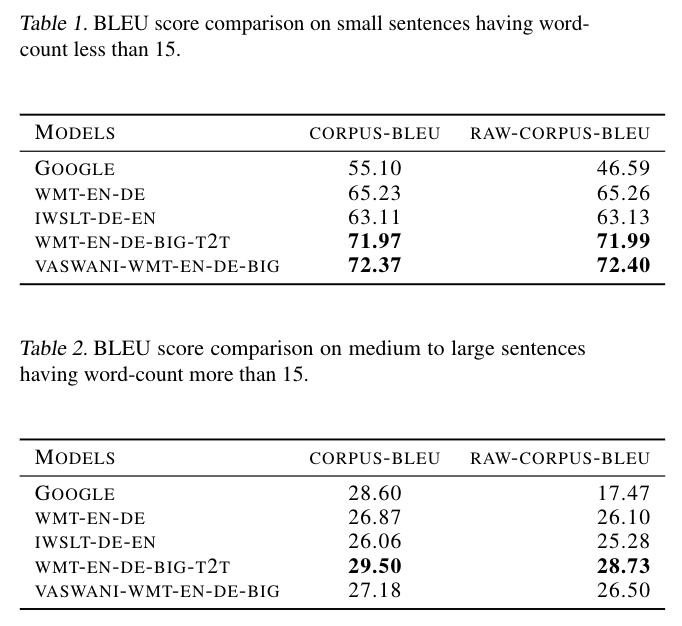 Table 1. BLEU score comparison on small sentences having word-
count less than 15.
MODELS CORPUS-BLEU RAW-CORPUS-BLEU
GOOGLE 55.10 46.59
WMT-EN-DE 65.23 65.26
IWSLT-DE-EN 63.11 63.13
WMT-EN-DE-BIG-T2T 71.97 71.99
VASWANI-WMT-EN-DE-BIG 72.37 72.40
Table 2. BLEU score comparison on medium to large sentences
having word-count more than 15.
MODELS CORPUS-BLEU RAW-CORPUS-BLEU
GOOGLE 28.60 17.47
WMT-EN-DE 26.87 26.10
IWSLT-DE-EN 26.06 25.28
WMT-EN-DE-BIG-T2T 29.50 28.73
VASWANI-WMT-EN-DE-BIG 27.18 26.50